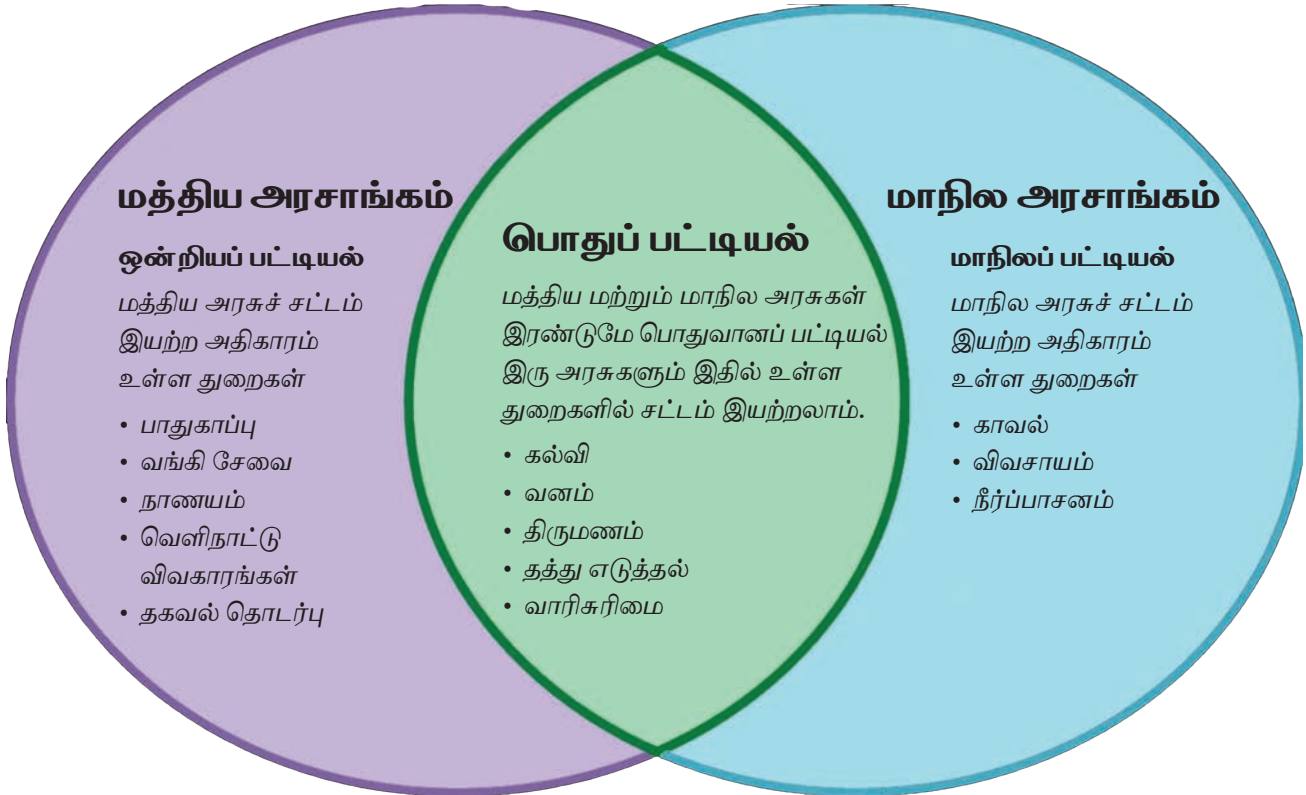 மத்திய அரசாங்கம்
ஒன்றியப் பட்டியல்
மத்திய அரசுச் சட்டம்
இயற்ற அதிகாரம்
உள்ள துறைகள்
• பாதுகாப்பு
• வங்கி சேவை
• நாணயம்
• வெளிநாட்டு
விவகாரங்கள்
• தகவல் தொடர்பு
பொதுப் பட்டியல்
மத்திய மற்றும் மாநில அரசுகள்
இரண்டுமே பொதுவானப் பட்டியல்
இரு அரசுகளும் இதில் உள்ள
துறைகளில் சட்டம் இயற்றலாம்.
• கல்வி
• வனம்
• திருமணம்
• தத்து எடுத்தல்
• வாரிசுரிமை
மாநில அரசாங்கம்
மாநிலப் பட்டியல்
மாநில அரசுச் சட்டம்
இயற்ற அதிகாரம்
உள்ள துறைகள்
• காவல்
• விவசாயம்
• நீர்ப்பாசனம்